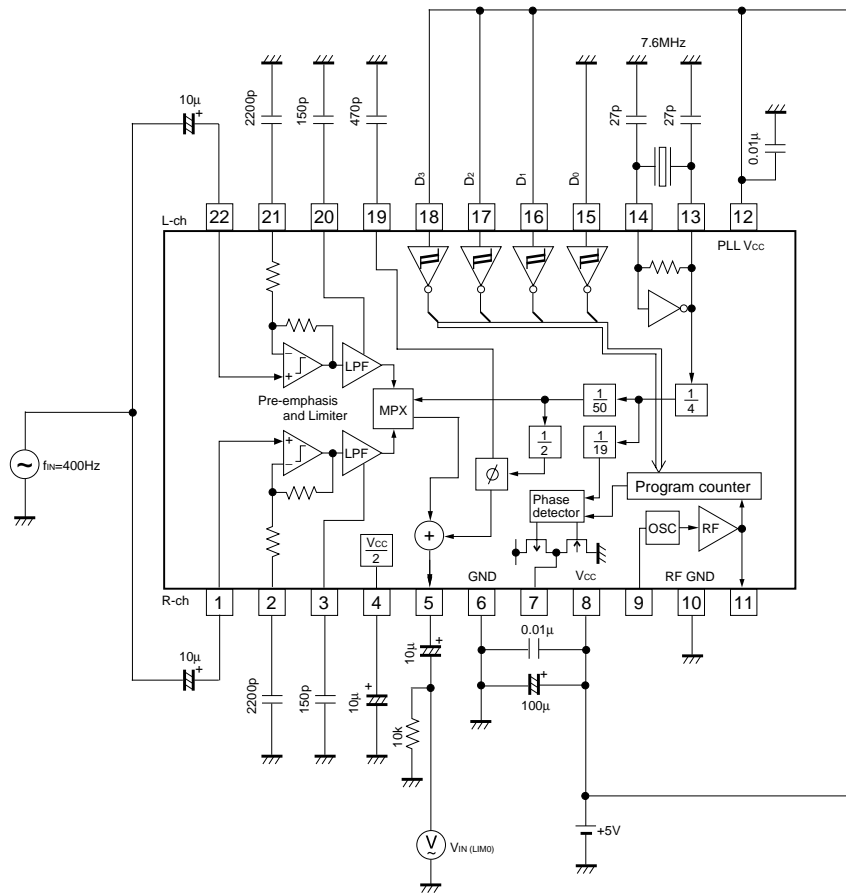 7.6MHz
10μ
+
2200p
150p
470p
27p
27p
0.01μ
D3
D2
D1
D0
L-ch
22
21
20
19
18
17
16
15
14
13
12
PLL VCC
−
+
LPF
Pre-emphasis
and Limiter
MPX
1/50
1/4
1/2
1/19
+
−
LPF
ϕ
Program counter
Phase
detector
OSC
RF
~
fIN=400Hz
+
VCC/2
GND
VCC
RF GND
R-ch
1
2
3
4
5
6
7
8
9
10
11
10μ
+
2200p
150p
10μ
+
10μ
+
0.01μ
+
100μ
10k
V
~
VIN (LIM0)
+5V